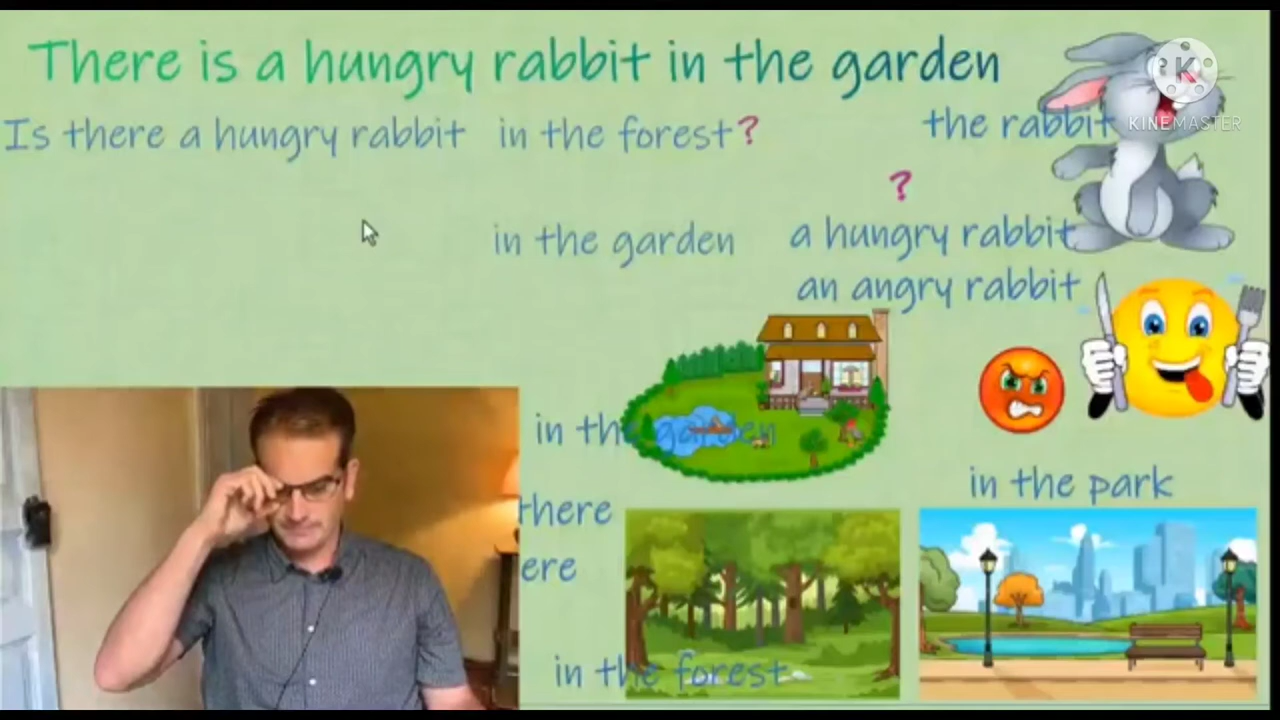 There is a hungry rabbit in the garden
Is there a hungry rabbit in the forest?
the rabbit
KINEMASTER
?
in the garden
a hungry rabbit
an angry rabbit
in the garden
in the park
there
ere
in the forest